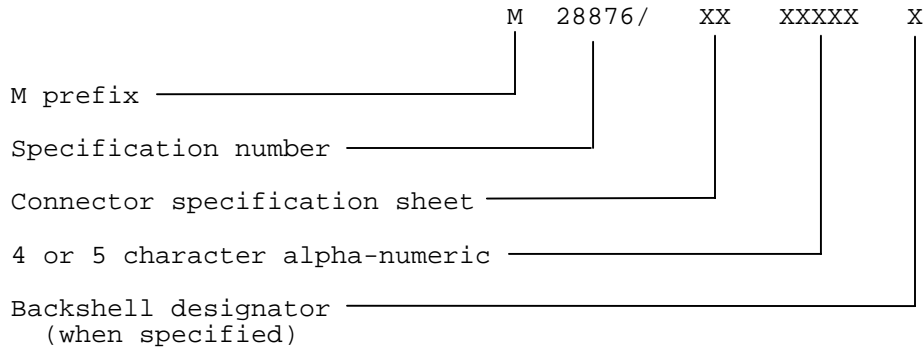 M 28876/ XX XXXXX X
M prefix
Specification number
Connector specification sheet
4 or 5 character alpha-numeric
Backshell designator
(when specified)